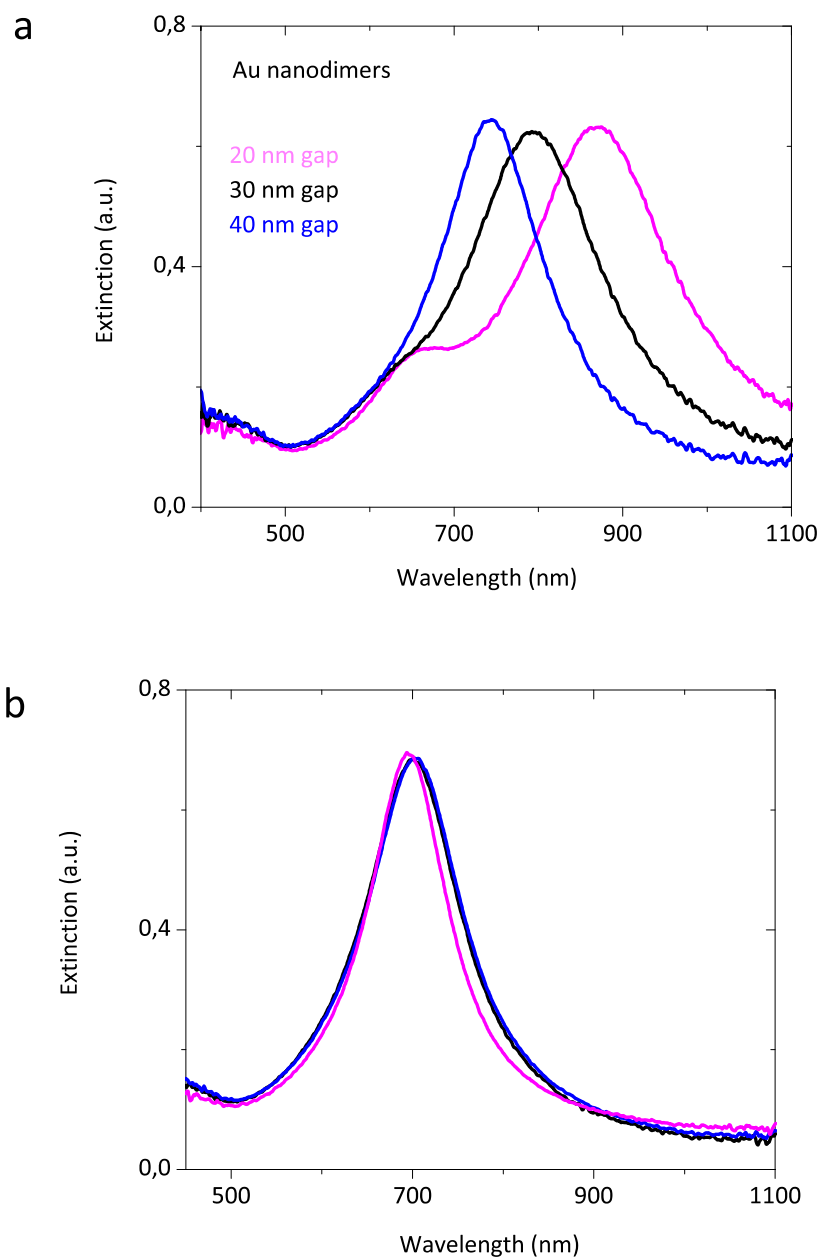 a
0,8
Au nanodimers
20 nm gap
30 nm gap
40 nm gap
0,4
Extinction (a.u.)
0,0
500 700 900 1100
Wavelength (nm)
b
0,8
0,4
Extinction (a.u.)
0,0
500 700 900 1100
Wavelength (nm)